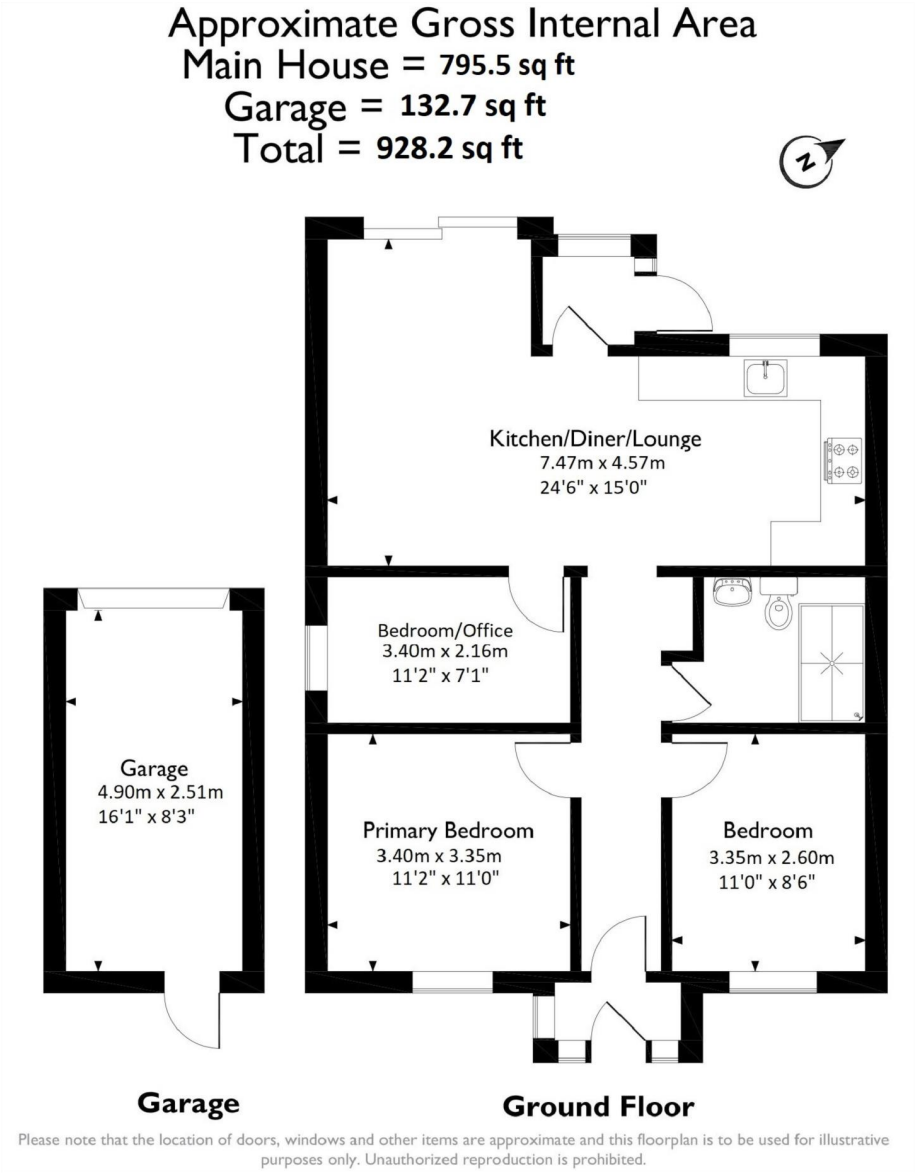 Approximate Gross Internal Area
Main House = 795.5 sq ft
Garage = 132.7 sq ft
Total = 928.2 sq ft
N
Kitchen/Diner/Lounge
7.47m x 4.57m
24'6" x 15'0"
Bedroom/Office
3.40m x 2.16m
11'2" x 7'1"
Garage
4.90m x 2.51m
16'1" x 8'3"
Primary Bedroom
3.40m x 3.35m
11'2" x 11'0"
Bedroom
3.35m x 2.60m
11'0" x 8'6"
Garage
Ground Floor
Please note that the location of doors, windows and other items are approximate and this floorplan is to be used for illustrative
purposes only. Unauthorized reproduction is prohibited.